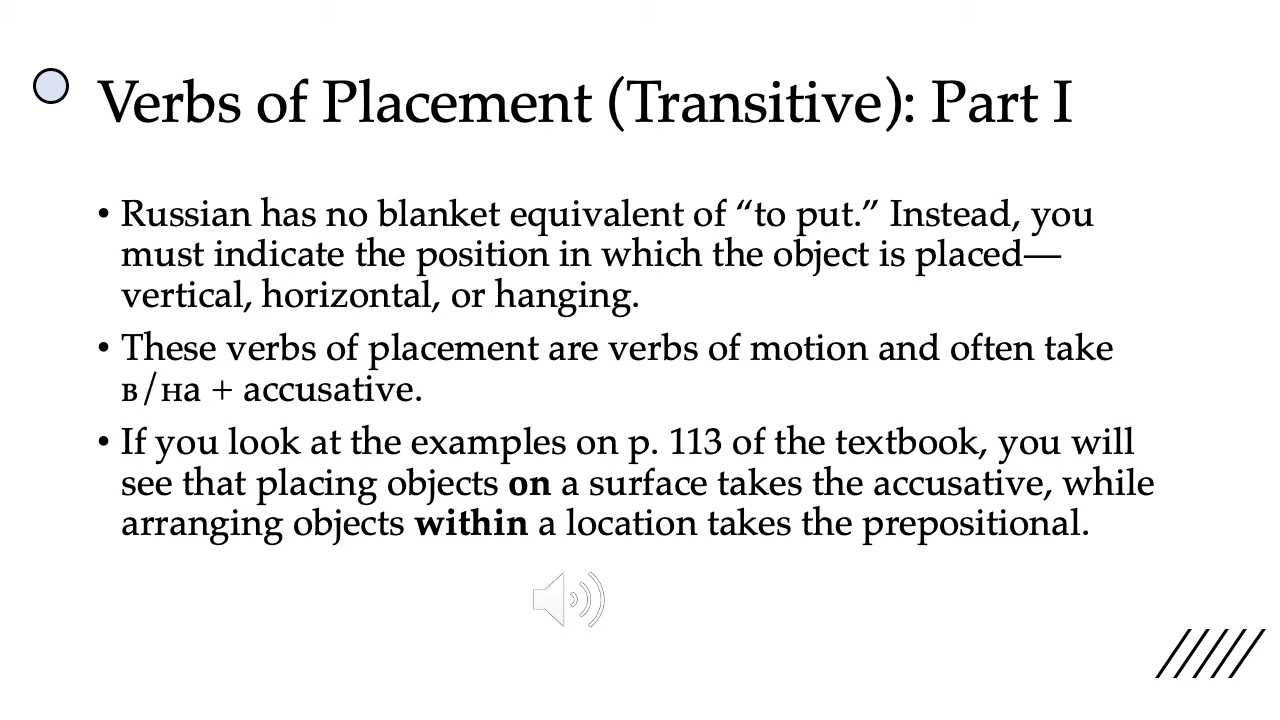 Verbs of Placement (Transitive): Part I
• Russian has no blanket equivalent of “to put.” Instead, you
must indicate the position in which the object is placed—
vertical, horizontal, or hanging.
• These verbs of placement are verbs of motion and often take
в/на + accusative.
• If you look at the examples on p. 113 of the textbook, you will
see that placing objects on a surface takes the accusative, while
arranging objects within a location takes the prepositional.